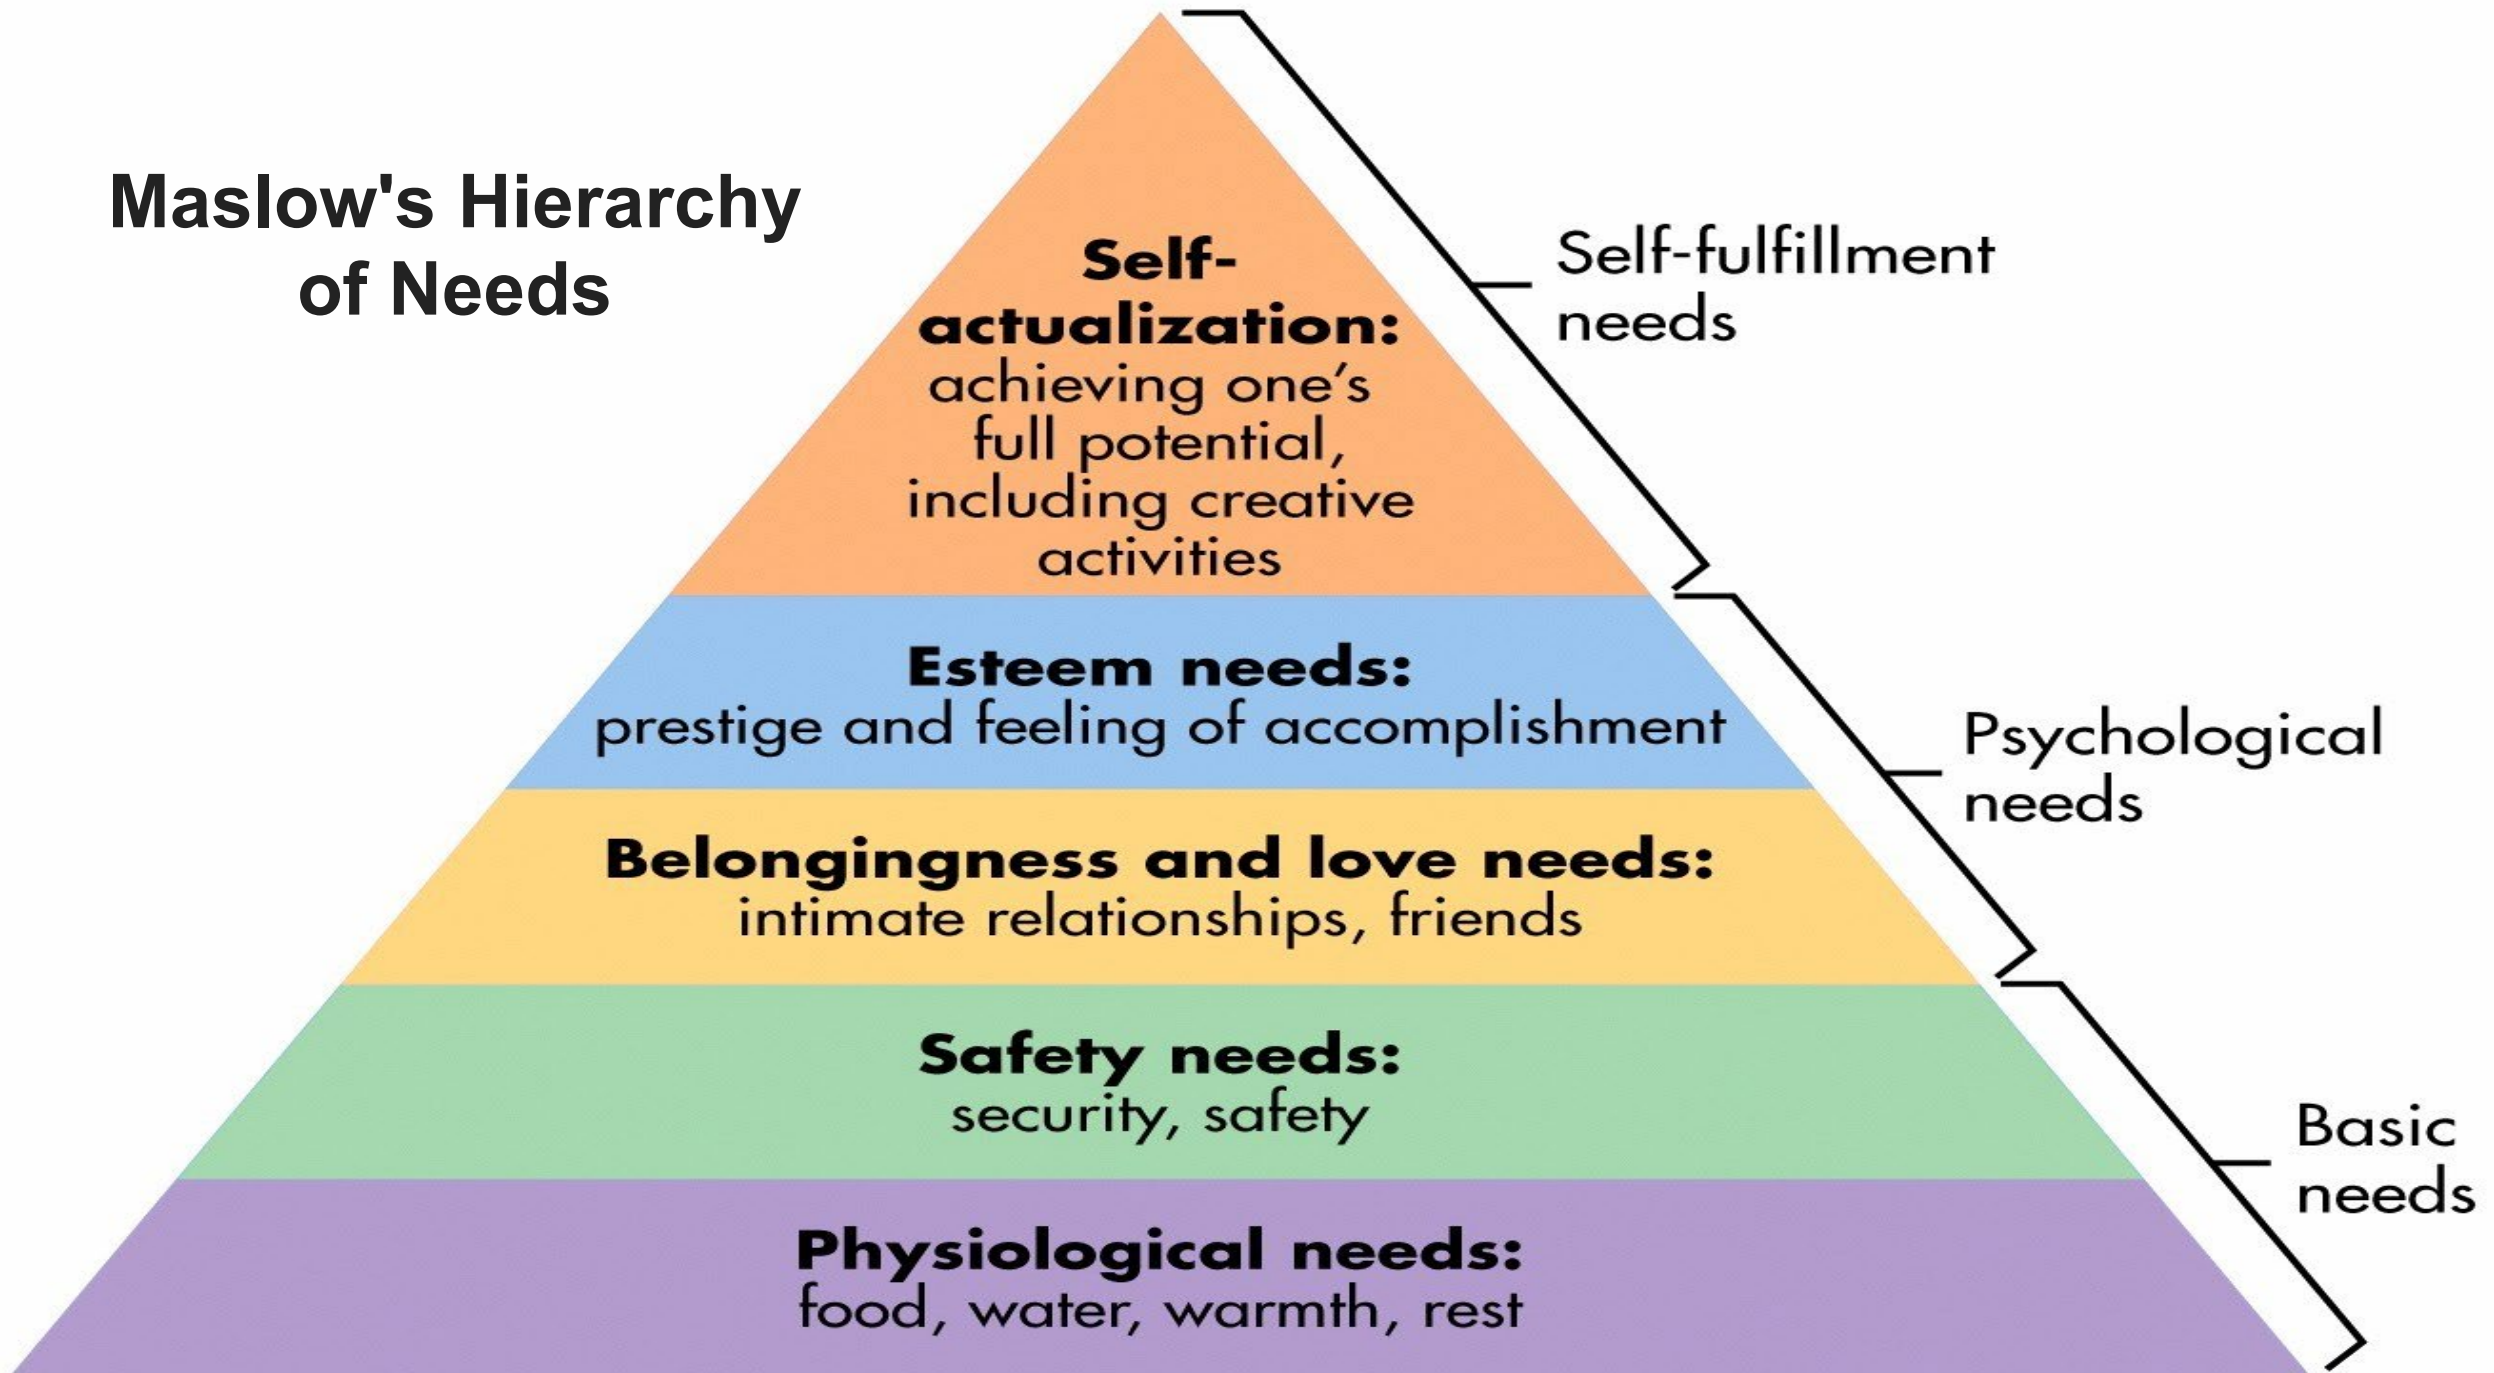 Maslow's Hierarchy
of Needs
Self-
actualization:
achieving one’s
full potential,
including creative
activities
Self-fulfillment
needs
Esteem needs:
prestige and feeling of accomplishment
Belongingness and love needs:
intimate relationships, friends
Psychological
needs
Safety needs:
security, safety
Physiological needs:
food, water, warmth, rest
Basic
needs